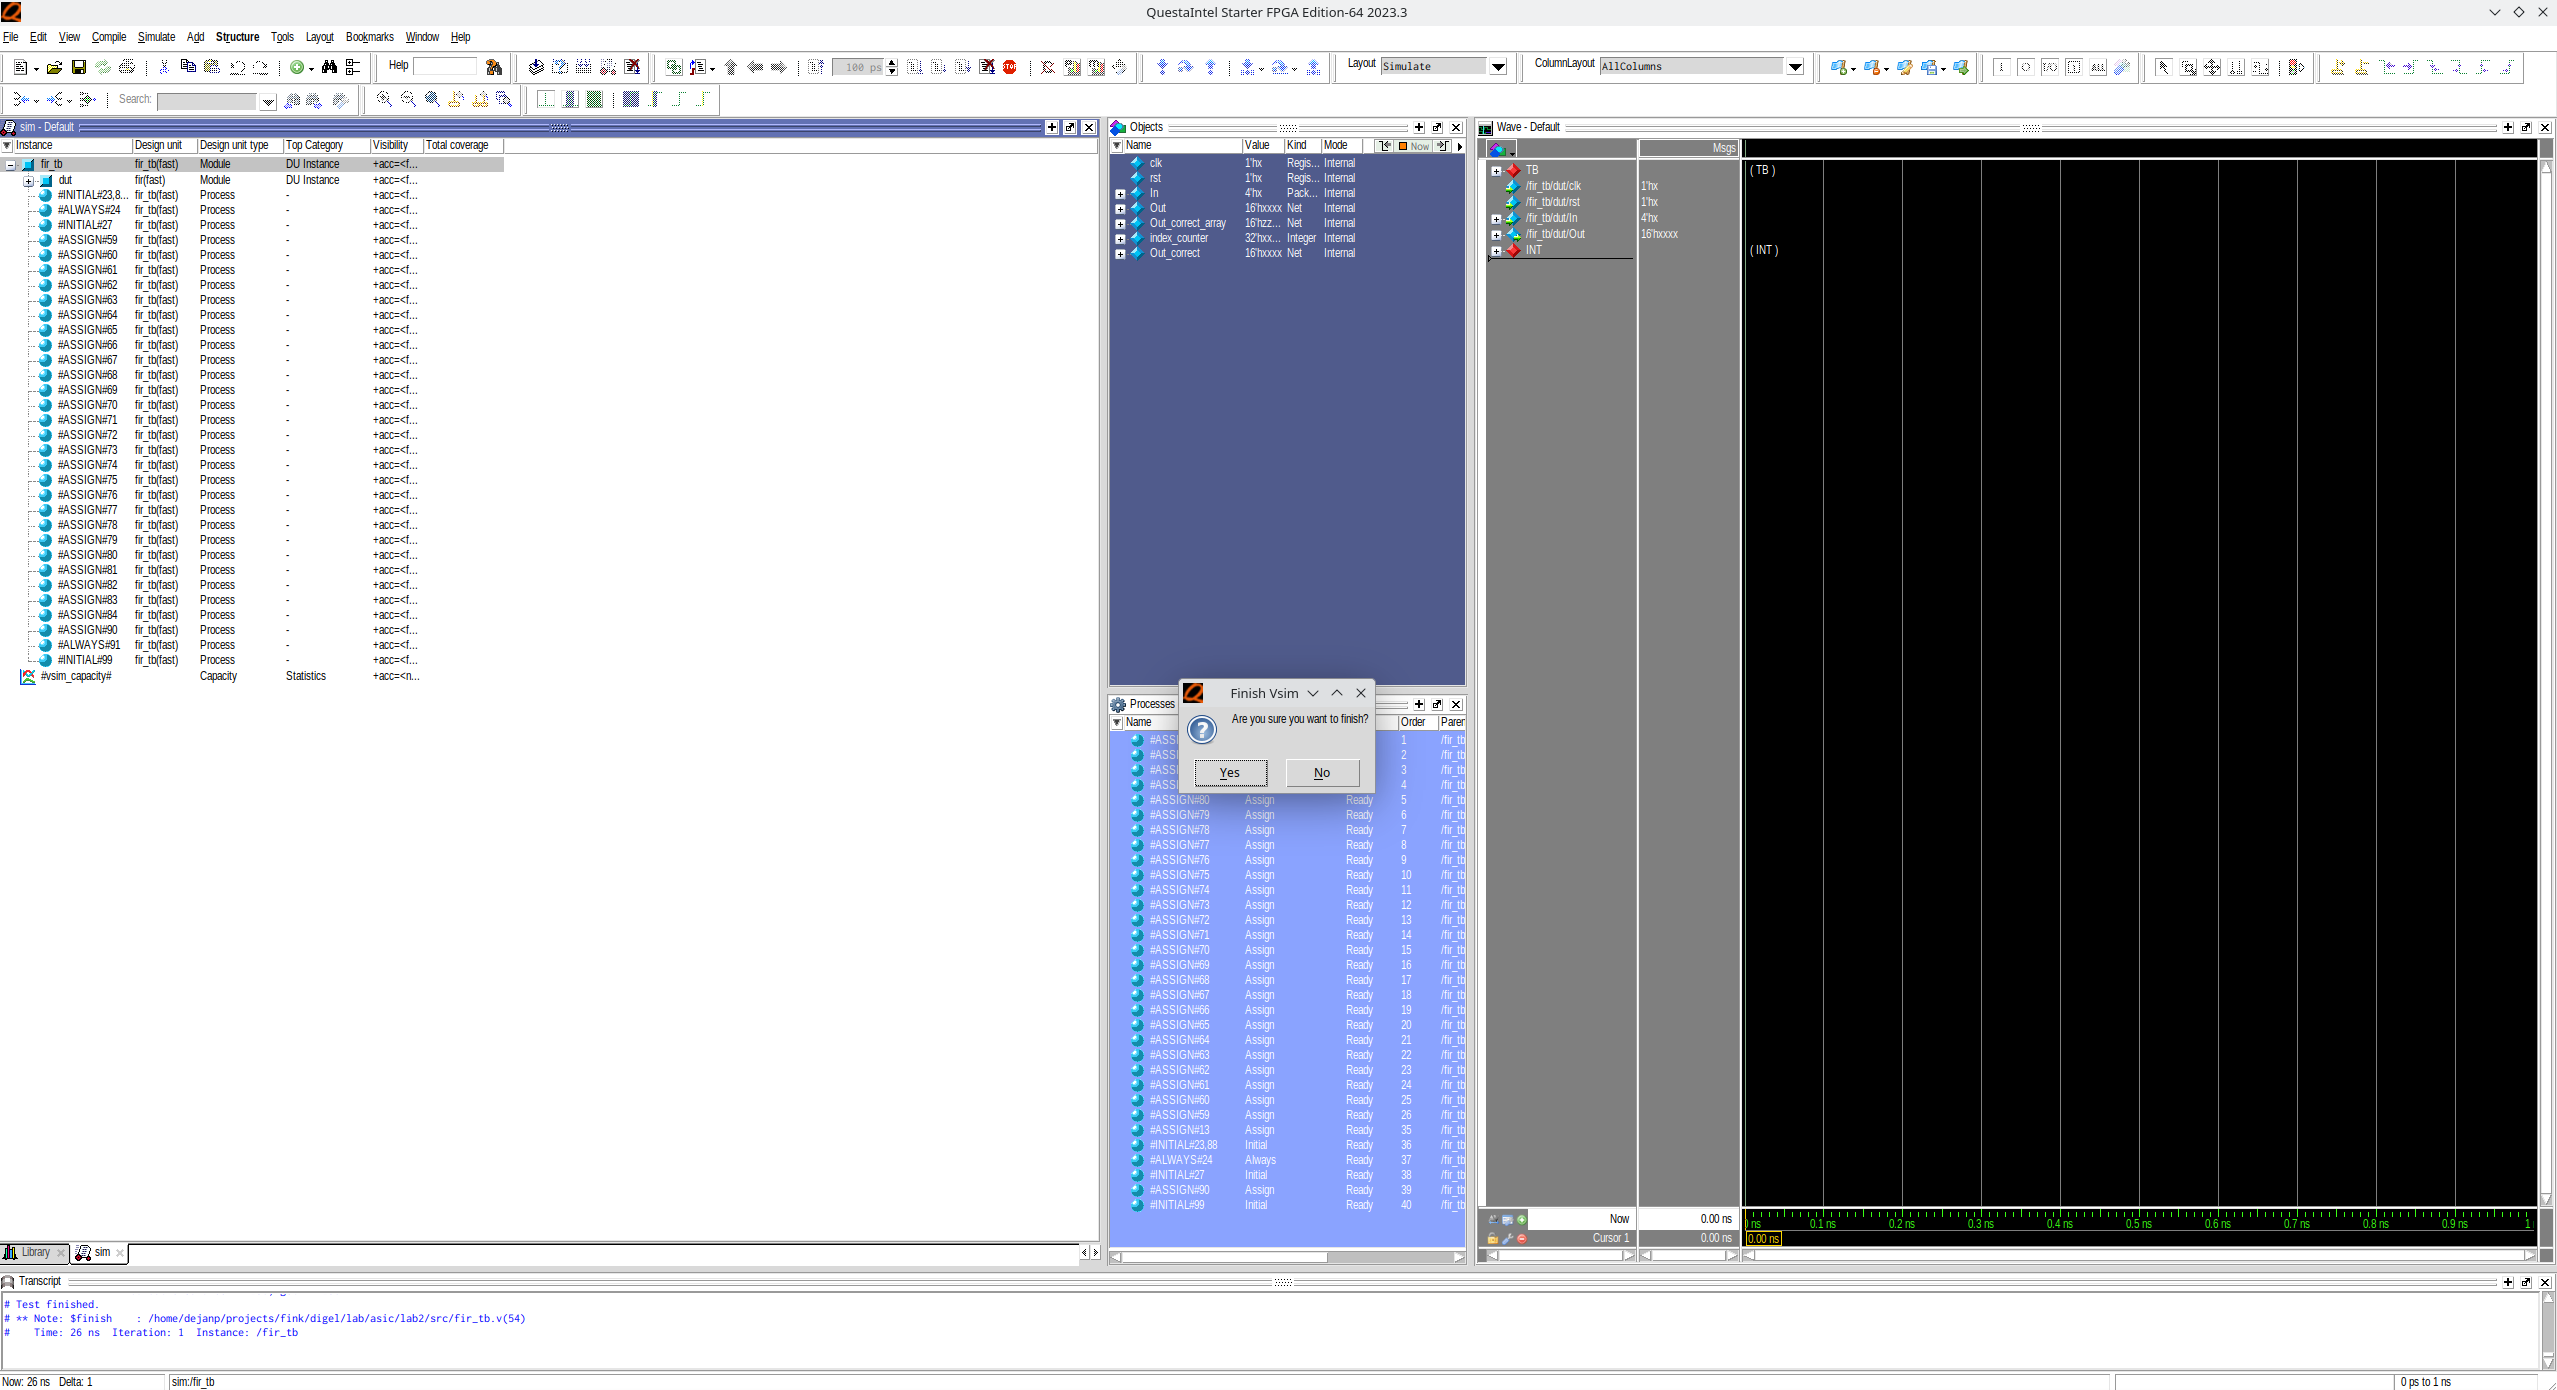 QuestaIntel Starter FPGA Edition-64 2023.3
File Edit View Compile Simulate Add Structure Tools Layout Bookmarks Window Help
Help 100 ps Layout Simulate ColumnLayout AllColumns
Search:
sim - Default
Instance Design unit Design unit type Top Category Visibility Total coverage
fir_tb fir_tb(fast) Module DU Instance +acc=<f...
dut fir(fast) Module DU Instance +acc=<f...
#INITIAL#23,8... fir_tb(fast) Process - +acc=<f...
#ALWAYS#24 fir_tb(fast) Process - +acc=<f...
#INITIAL#27 fir_tb(fast) Process - +acc=<f...
#ASSIGN#59 fir_tb(fast) Process - +acc=<f...
#ASSIGN#60 fir_tb(fast) Process - +acc=<f...
#ASSIGN#61 fir_tb(fast) Process - +acc=<f...
#ASSIGN#62 fir_tb(fast) Process - +acc=<f...
#ASSIGN#63 fir_tb(fast) Process - +acc=<f...
#ASSIGN#64 fir_tb(fast) Process - +acc=<f...
#ASSIGN#65 fir_tb(fast) Process - +acc=<f...
#ASSIGN#66 fir_tb(fast) Process - +acc=<f...
#ASSIGN#67 fir_tb(fast) Process - +acc=<f...
#ASSIGN#68 fir_tb(fast) Process - +acc=<f...
#ASSIGN#69 fir_tb(fast) Process - +acc=<f...
#ASSIGN#70 fir_tb(fast) Process - +acc=<f...
#ASSIGN#71 fir_tb(fast) Process - +acc=<f...
#ASSIGN#72 fir_tb(fast) Process - +acc=<f...
#ASSIGN#73 fir_tb(fast) Process - +acc=<f...
#ASSIGN#74 fir_tb(fast) Process - +acc=<f...
#ASSIGN#75 fir_tb(fast) Process - +acc=<f...
#ASSIGN#76 fir_tb(fast) Process - +acc=<f...
#ASSIGN#77 fir_tb(fast) Process - +acc=<f...
#ASSIGN#78 fir_tb(fast) Process - +acc=<f...
#ASSIGN#79 fir_tb(fast) Process - +acc=<f...
#ASSIGN#80 fir_tb(fast) Process - +acc=<f...
#ASSIGN#81 fir_tb(fast) Process - +acc=<f...
#ASSIGN#82 fir_tb(fast) Process - +acc=<f...
#ASSIGN#83 fir_tb(fast) Process - +acc=<f...
#ASSIGN#84 fir_tb(fast) Process - +acc=<f...
#ASSIGN#90 fir_tb(fast) Process - +acc=<f...
#ALWAYS#91 fir_tb(fast) Process - +acc=<f...
#INITIAL#99 fir_tb(fast) Process - +acc=<f...
#vsim_capacity# Capacity Statistics +acc=<n...
Library sim
Objects
Name Value Kind Mode Now
clk 1'hx Regis... Internal
rst 1'hx Regis... Internal
In 4'hx Pack... Internal
Out 16'hxxxx Net Internal
Out_correct_array 16'hzz... Net Internal
index_counter 32'hxx... Integer Internal
Out_correct 16'hxxxx Net Internal
Finish Vsim
Are you sure you want to finish?
Yes No
Processes
Name Order Paren
#ASSI 1 /fir_tb
#ASSI 2 /fir_tb
#ASSI 3 /fir_tb
#ASSI 4 /fir_tb
#ASSIGN#80 Assign Ready 5 /fir_tb
#ASSIGN#79 Assign Ready 6 /fir_tb
#ASSIGN#78 Assign Ready 7 /fir_tb
#ASSIGN#77 Assign Ready 8 /fir_tb
#ASSIGN#76 Assign Ready 9 /fir_tb
#ASSIGN#75 Assign Ready 10 /fir_tb
#ASSIGN#74 Assign Ready 11 /fir_tb
#ASSIGN#73 Assign Ready 12 /fir_tb
#ASSIGN#72 Assign Ready 13 /fir_tb
#ASSIGN#71 Assign Ready 14 /fir_tb
#ASSIGN#70 Assign Ready 15 /fir_tb
#ASSIGN#69 Assign Ready 16 /fir_tb
#ASSIGN#68 Assign Ready 17 /fir_tb
#ASSIGN#67 Assign Ready 18 /fir_tb
#ASSIGN#66 Assign Ready 19 /fir_tb
#ASSIGN#65 Assign Ready 20 /fir_tb
#ASSIGN#64 Assign Ready 21 /fir_tb
#ASSIGN#63 Assign Ready 22 /fir_tb
#ASSIGN#62 Assign Ready 23 /fir_tb
#ASSIGN#61 Assign Ready 24 /fir_tb
#ASSIGN#60 Assign Ready 25 /fir_tb
#ASSIGN#59 Assign Ready 26 /fir_tb
#ASSIGN#13 Assign Ready 35 /fir_tb
#INITIAL#23,88 Initial Ready 36 /fir_tb
#ALWAYS#24 Always Ready 37 /fir_tb
#INITIAL#27 Initial Ready 38 /fir_tb
#ASSIGN#90 Assign Ready 39 /fir_tb
#INITIAL#99 Initial Ready 40 /fir_tb
Wave - Default
Msgs
TB ( TB )
/fir_tb/dut/clk 1'hx
/fir_tb/dut/rst 1'hx
/fir_tb/dut/In 4'hx
/fir_tb/dut/Out 16'hxxxx
INT ( INT )
Now 0.00 ns ns 0.1 ns 0.2 ns 0.3 ns 0.4 ns 0.5 ns 0.6 ns 0.7 ns 0.8 ns 0.9 ns 1
Cursor 1 0.00 ns 0.00 ns
Transcript
# Test finished.
# ** Note: $finish : /home/dejanp/projects/fink/digel/lab/asic/lab2/src/fir_tb.v(54)
# Time: 26 ns Iteration: 1 Instance: /fir_tb
Now: 26 ns Delta: 1 sim:/fir_tb 0 ps to 1 ns